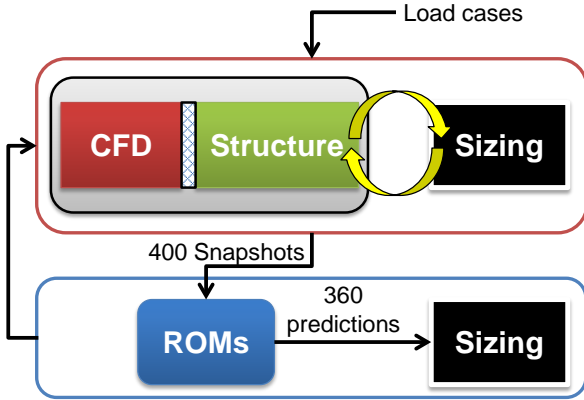 Load cases
CFD
Structure
Sizing
400 Snapshots
360
predictions
ROMs
Sizing